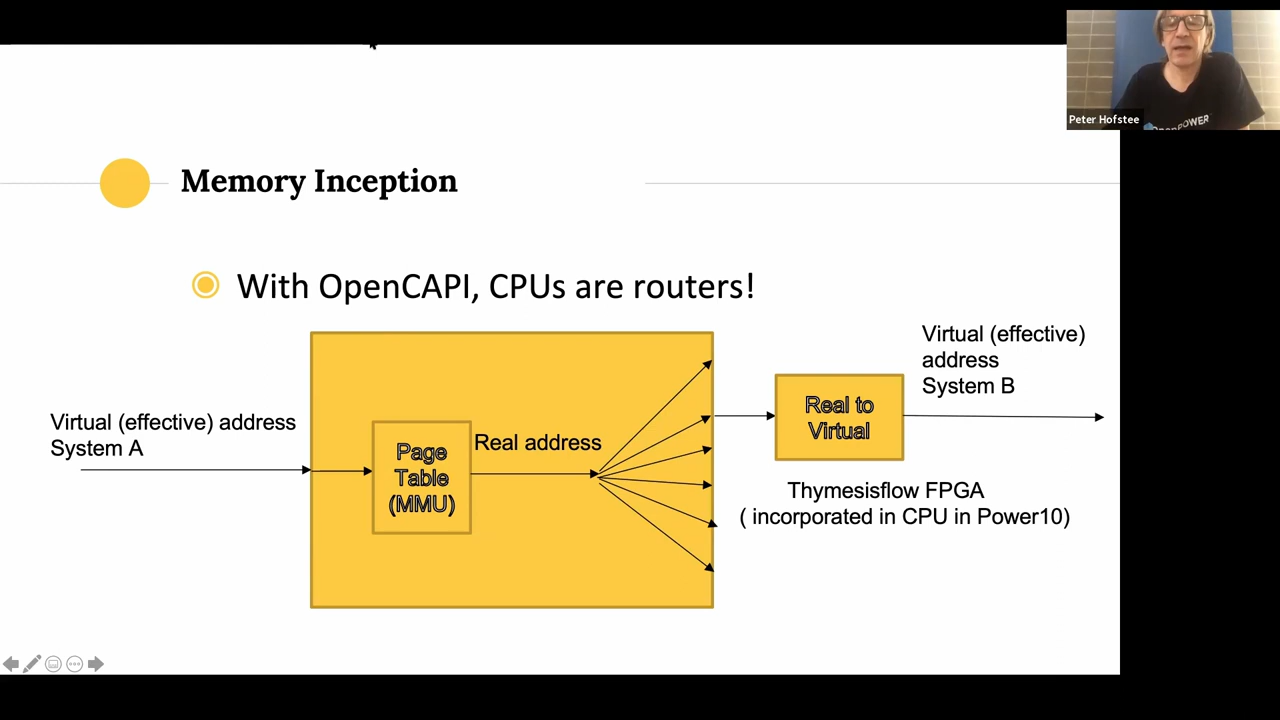 Peter Hofstee
OpenPOWER
Memory Inception
With OpenCAPI, CPUs are routers!
Virtual (effective) address
System A
Page
Table
(MMU)
Real address
Real to
Virtual
Virtual (effective)
address
System B
Thymesisflow FPGA
( incorporated in CPU in Power10)